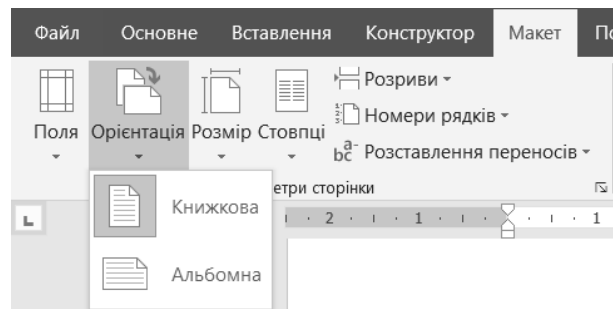 Файл Основне Вставлення Конструктор Макет
Розриви
Номери рядків
Поля Орієнтація Розмір Стовпці
a-
bc Розставлення переносів
етри сторінки
Книжкова
2 1 1
Альбомна